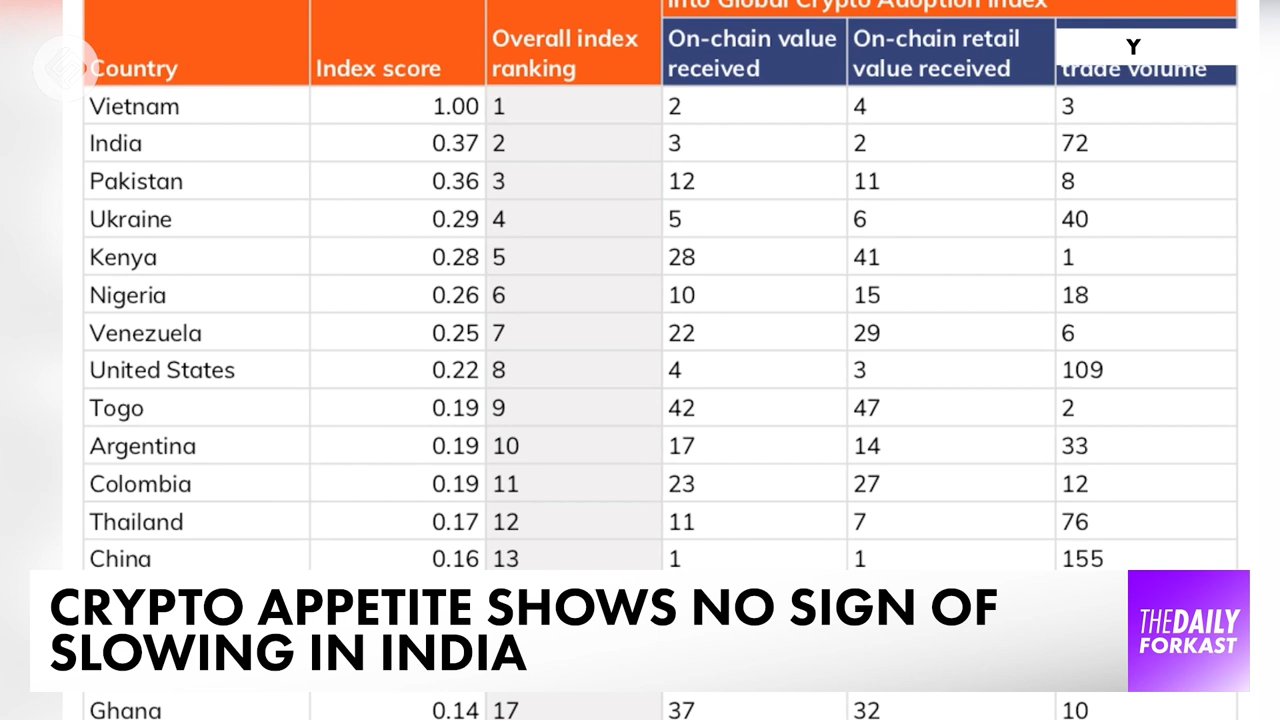 into Global Crypto Adoption Index
Country Index score Overall index ranking On-chain value received On-chain retail value received Y trade volume
Vietnam 1.00 1 2 4 3
India 0.37 2 3 2 72
Pakistan 0.36 3 12 11 8
Ukraine 0.29 4 5 6 40
Kenya 0.28 5 28 41 1
Nigeria 0.26 6 10 15 18
Venezuela 0.25 7 22 29 6
United States 0.22 8 4 3 109
Togo 0.19 9 42 47 2
Argentina 0.19 10 17 14 33
Colombia 0.19 11 23 27 12
Thailand 0.17 12 11 7 76
China 0.16 13 1 1 155
CRYPTO APPETITE SHOWS NO SIGN OF
SLOWING IN INDIA
THEDAILY
FORKAST
Ghana 0.14 17 37 32 10